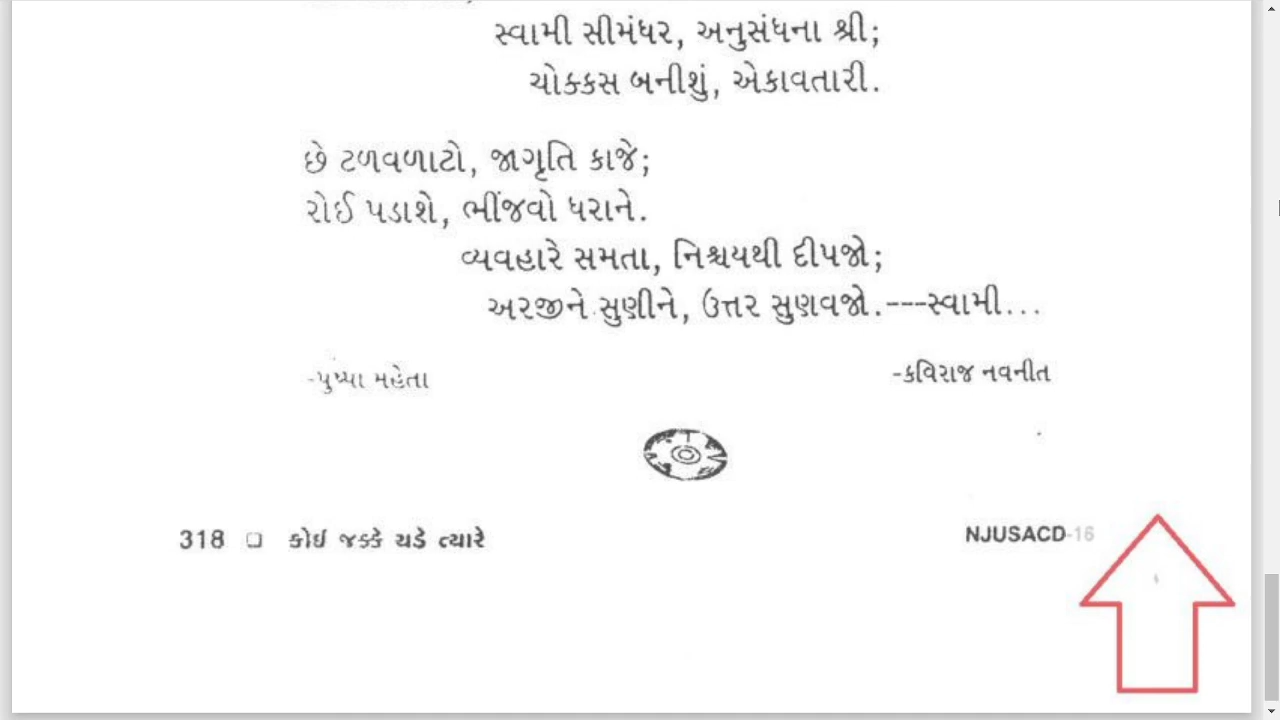 સ્વામી સીમંધર, અનુસંધના શ્રી;
ચોક્કસ બનીશું, એકાવતારી.
છે ટળવળાટો, જાગૃતિ કાજે;
રોઈ પડાશે, ભીંજવો ધરાને.
વ્યવહારે સમતા, નિશ્ચયથી દીપજો;
અરજીને સુણીને, ઉત્તર સુણવજો.---સ્વામી...
-પુષ્પા મહેતા
-કવિરાજ નવનીત
318 ❏ કોઈ જક્કે ચડે ત્યારે
NJUSACD-16